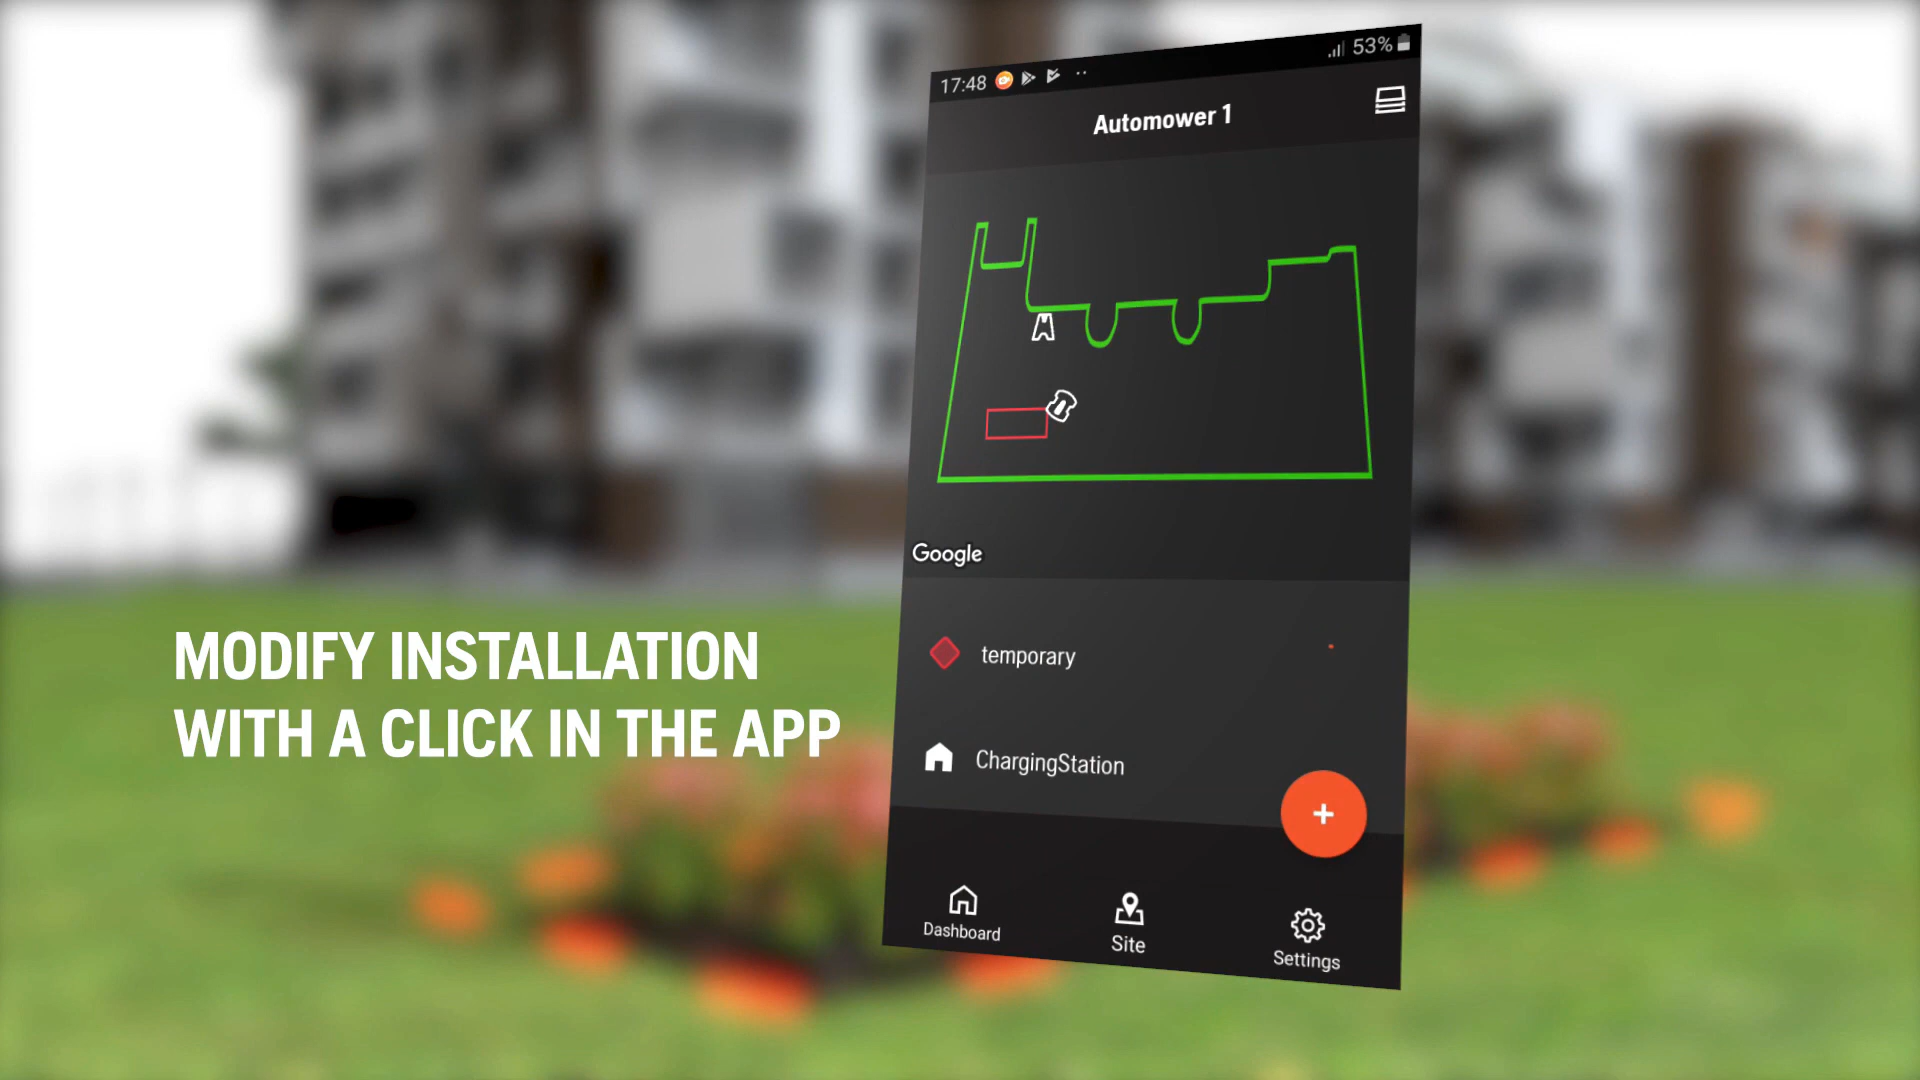 17:48
53%
Automower 1
Google
temporary
ChargingStation
+
Dashboard
Site
Settings
MODIFY INSTALLATION
WITH A CLICK IN THE APP